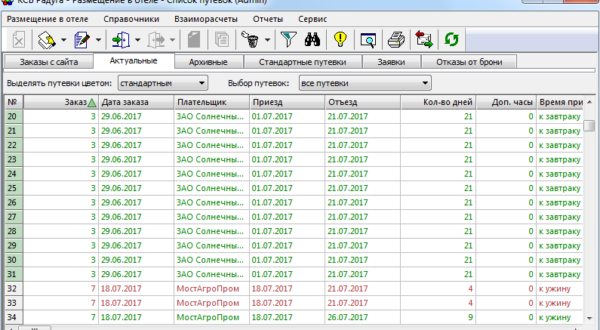 КСБ Радуга - Размещение в отеле - Список путевок (Admin)
Размещение в отеле Справочники Взаиморасчеты Отчеты Сервис
Заказы с сайта Актуальные Архивные Стандартные путевки Заявки Отказы от брони
Выделять путевки цветом: стандартным Выбор путевок: все путевки
№ Заказ Дата заказа Плательщик Приезд Отъезд Кол-во дней Доп. часы Время при
20 3 29.06.2017 ЗАО Солнечны... 01.07.2017 21.07.2017 21 0 к завтраку
21 3 29.06.2017 ЗАО Солнечны... 01.07.2017 21.07.2017 21 0 к завтраку
22 3 29.06.2017 ЗАО Солнечны... 01.07.2017 21.07.2017 21 0 к завтраку
23 3 29.06.2017 ЗАО Солнечны... 01.07.2017 21.07.2017 21 0 к завтраку
24 3 29.06.2017 ЗАО Солнечны... 01.07.2017 21.07.2017 21 0 к завтраку
25 3 29.06.2017 ЗАО Солнечны... 01.07.2017 21.07.2017 21 0 к завтраку
26 3 29.06.2017 ЗАО Солнечны... 01.07.2017 21.07.2017 21 0 к завтраку
27 3 29.06.2017 ЗАО Солнечны... 01.07.2017 21.07.2017 21 0 к завтраку
28 3 29.06.2017 ЗАО Солнечны... 01.07.2017 21.07.2017 21 0 к завтраку
29 3 29.06.2017 ЗАО Солнечны... 01.07.2017 21.07.2017 21 0 к завтраку
30 3 29.06.2017 ЗАО Солнечны... 01.07.2017 21.07.2017 21 0 к завтраку
31 3 29.06.2017 ЗАО Солнечны... 01.07.2017 21.07.2017 21 0 к завтраку
32 7 18.07.2017 МостАгроПром 18.07.2017 21.07.2017 4 0 к ужину
33 7 18.07.2017 МостАгроПром 18.07.2017 21.07.2017 4 0 к ужину
34 7 18.07.2017 МостАгроПром 18.07.2017 26.07.2017 9 0 к ужину